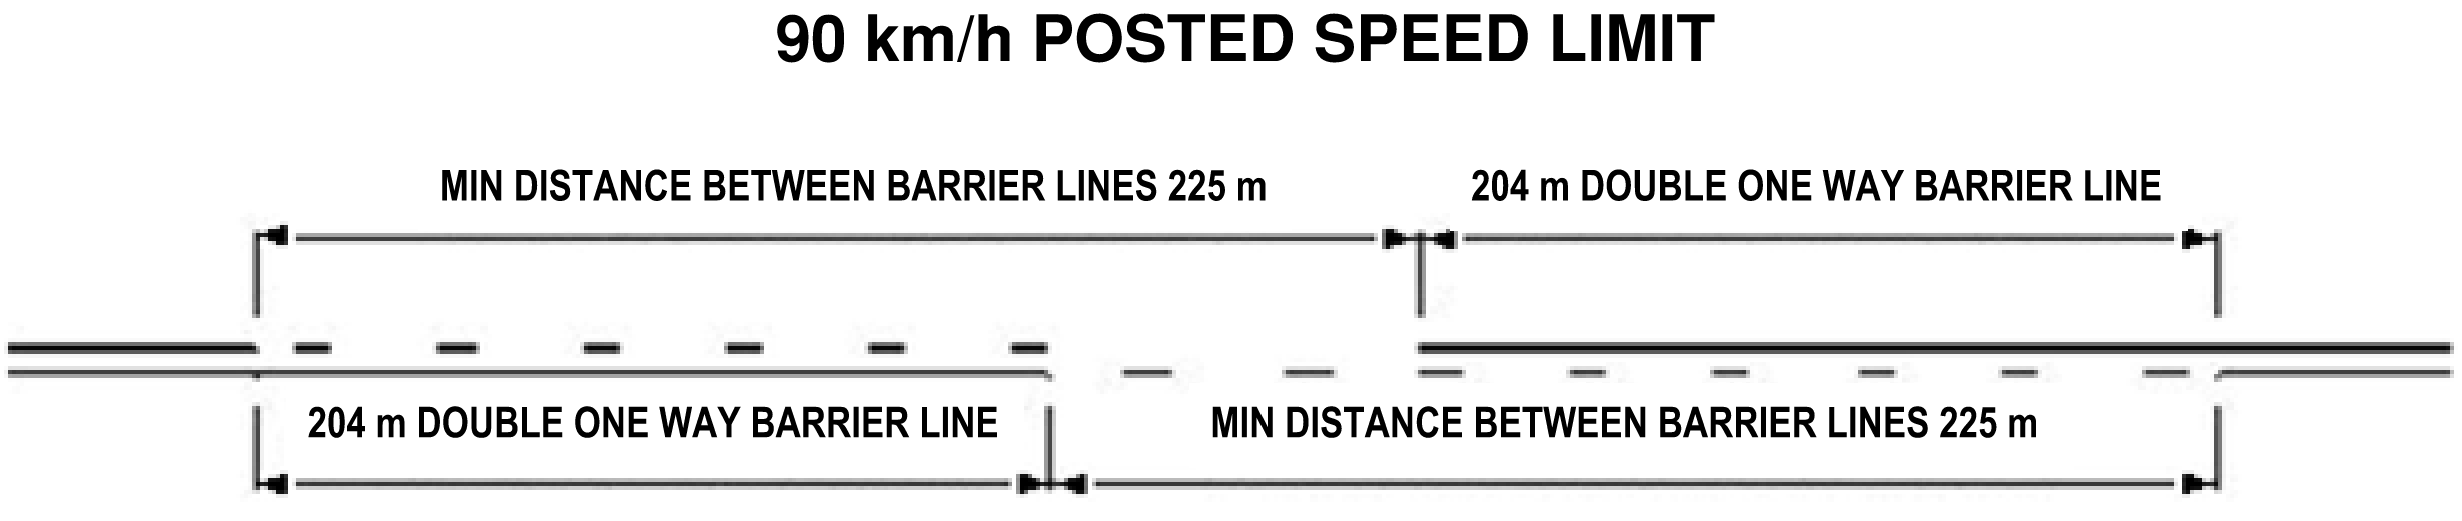 90 km/h POSTED SPEED LIMIT
MIN DISTANCE BETWEEN BARRIER LINES 225 m
204 m DOUBLE ONE WAY BARRIER LINE
204 m DOUBLE ONE WAY BARRIER LINE
MIN DISTANCE BETWEEN BARRIER LINES 225 m